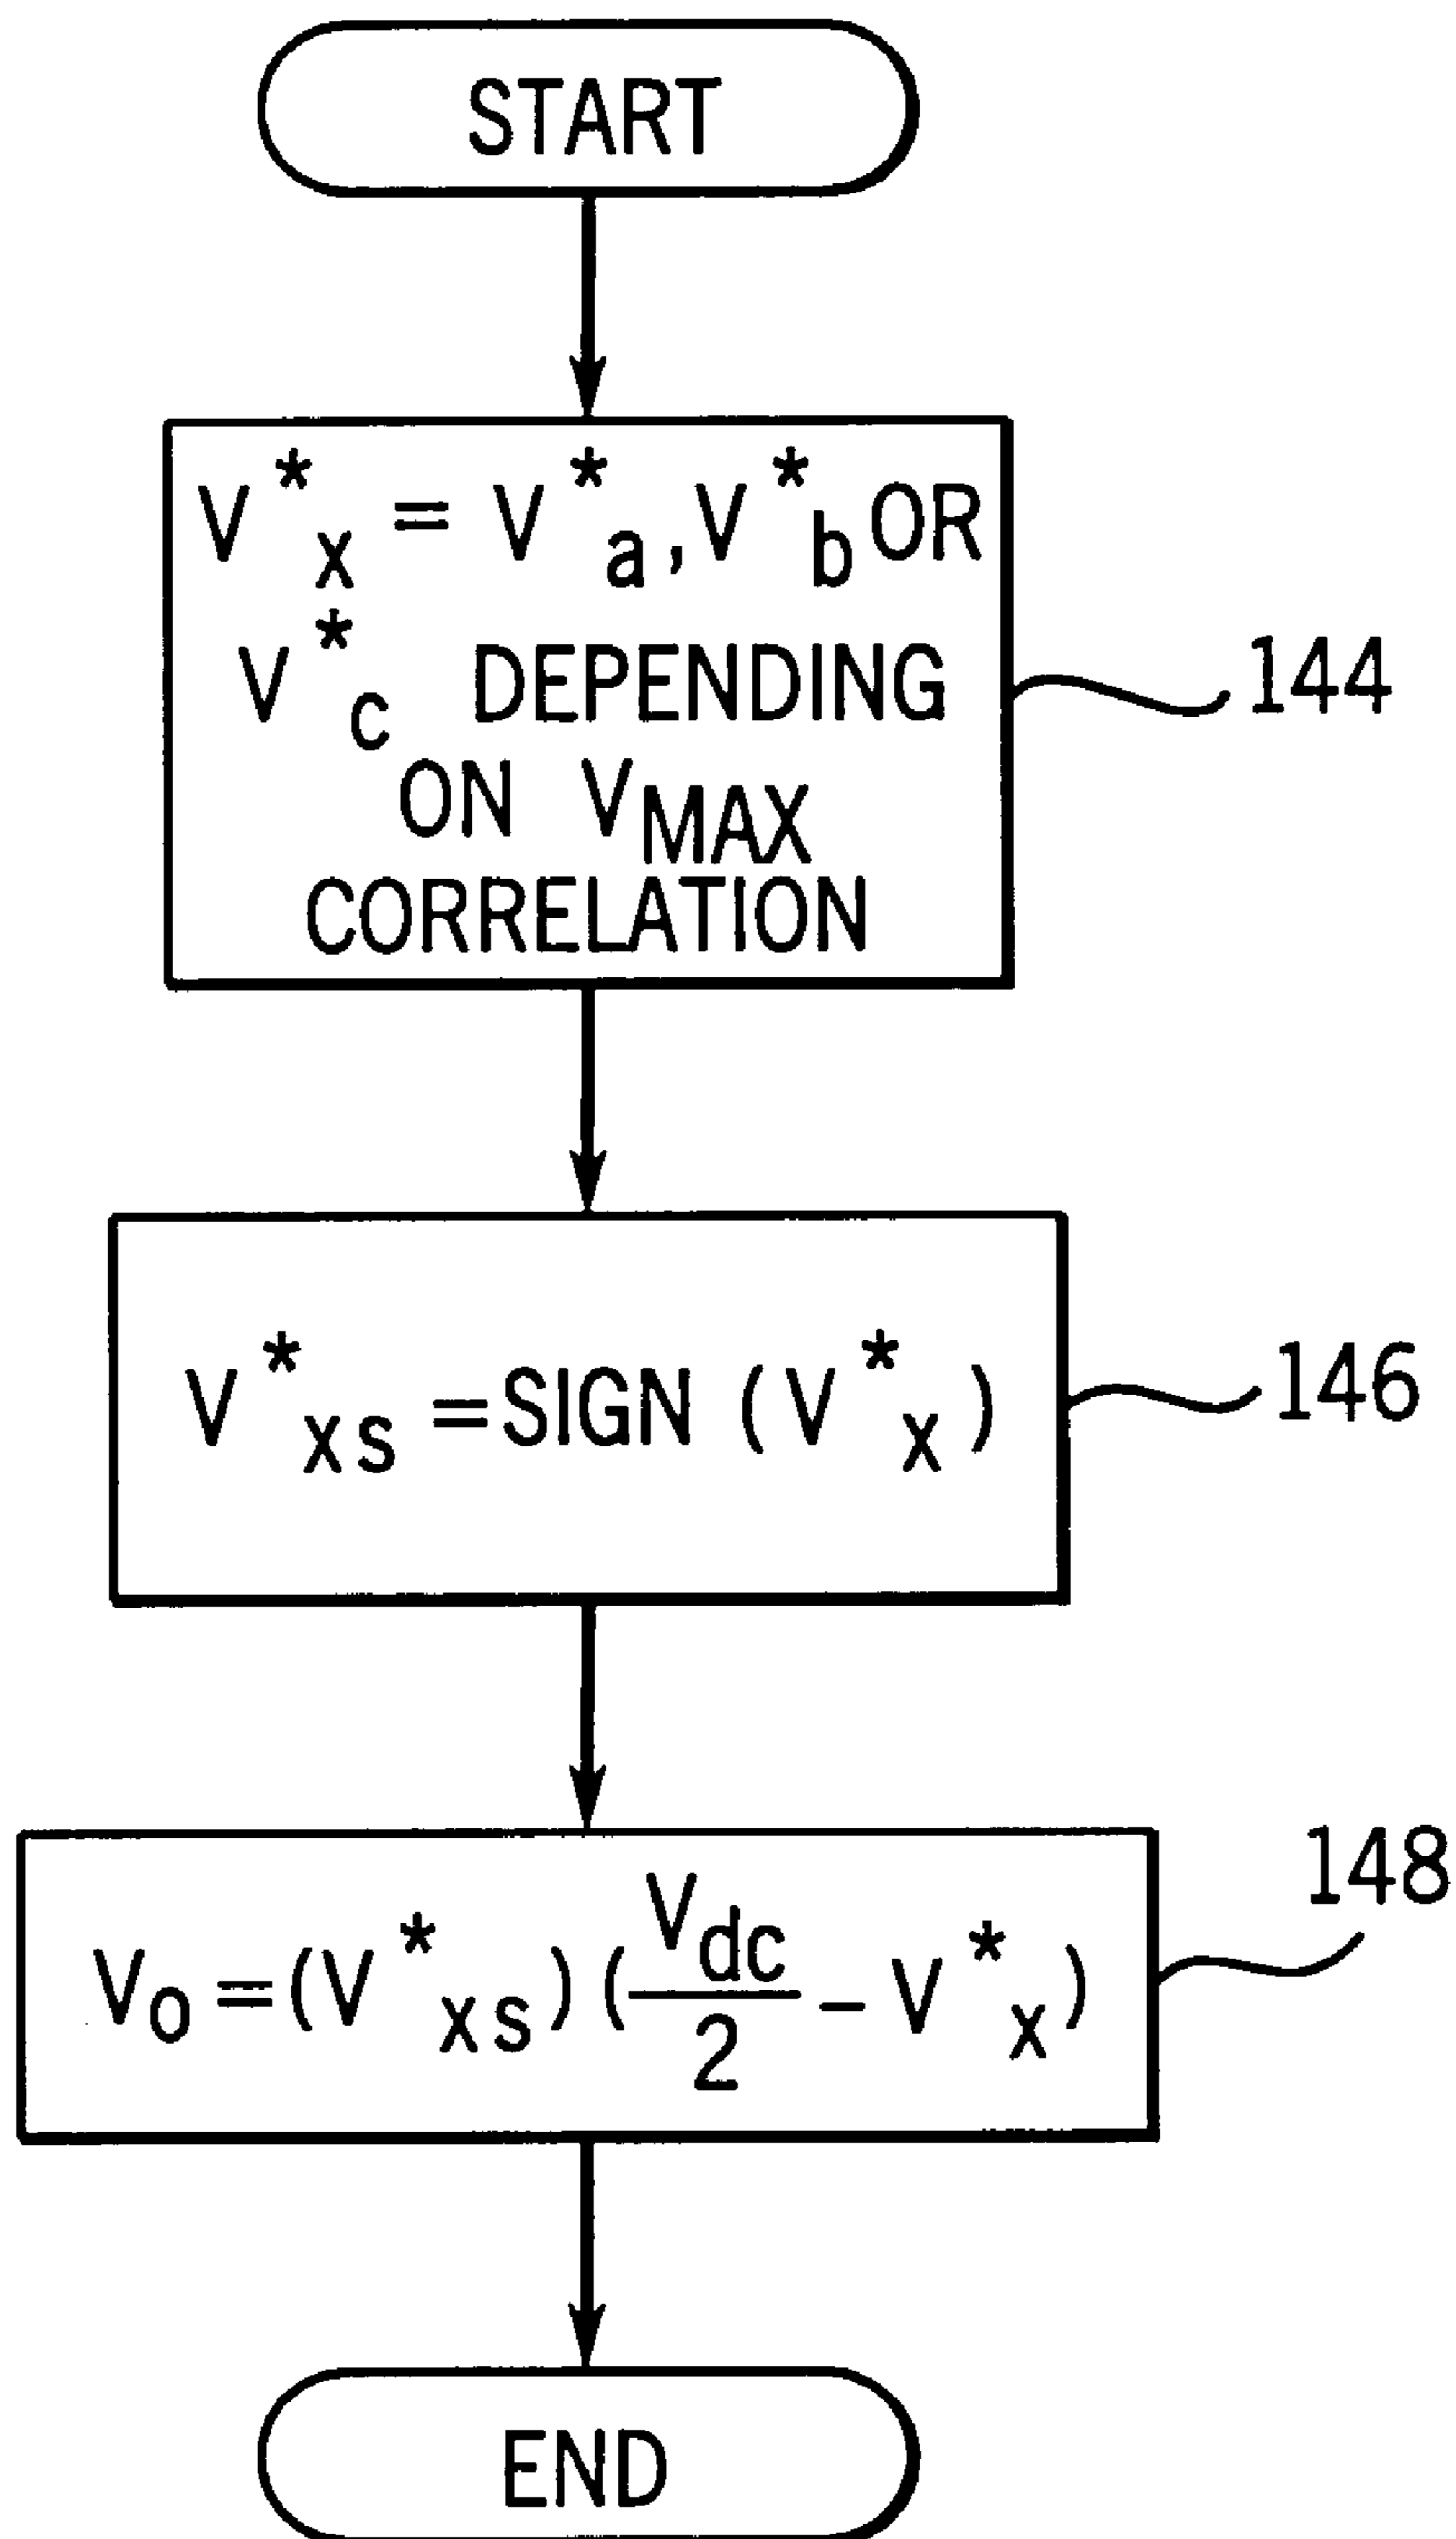 START
V*x = V*a, V*b OR
V*c DEPENDING
ON VMAX
CORRELATION
144
V*xs = SIGN (V*x)
146
Vo = (V*xs) (Vdc/2 - V*x)
148
END